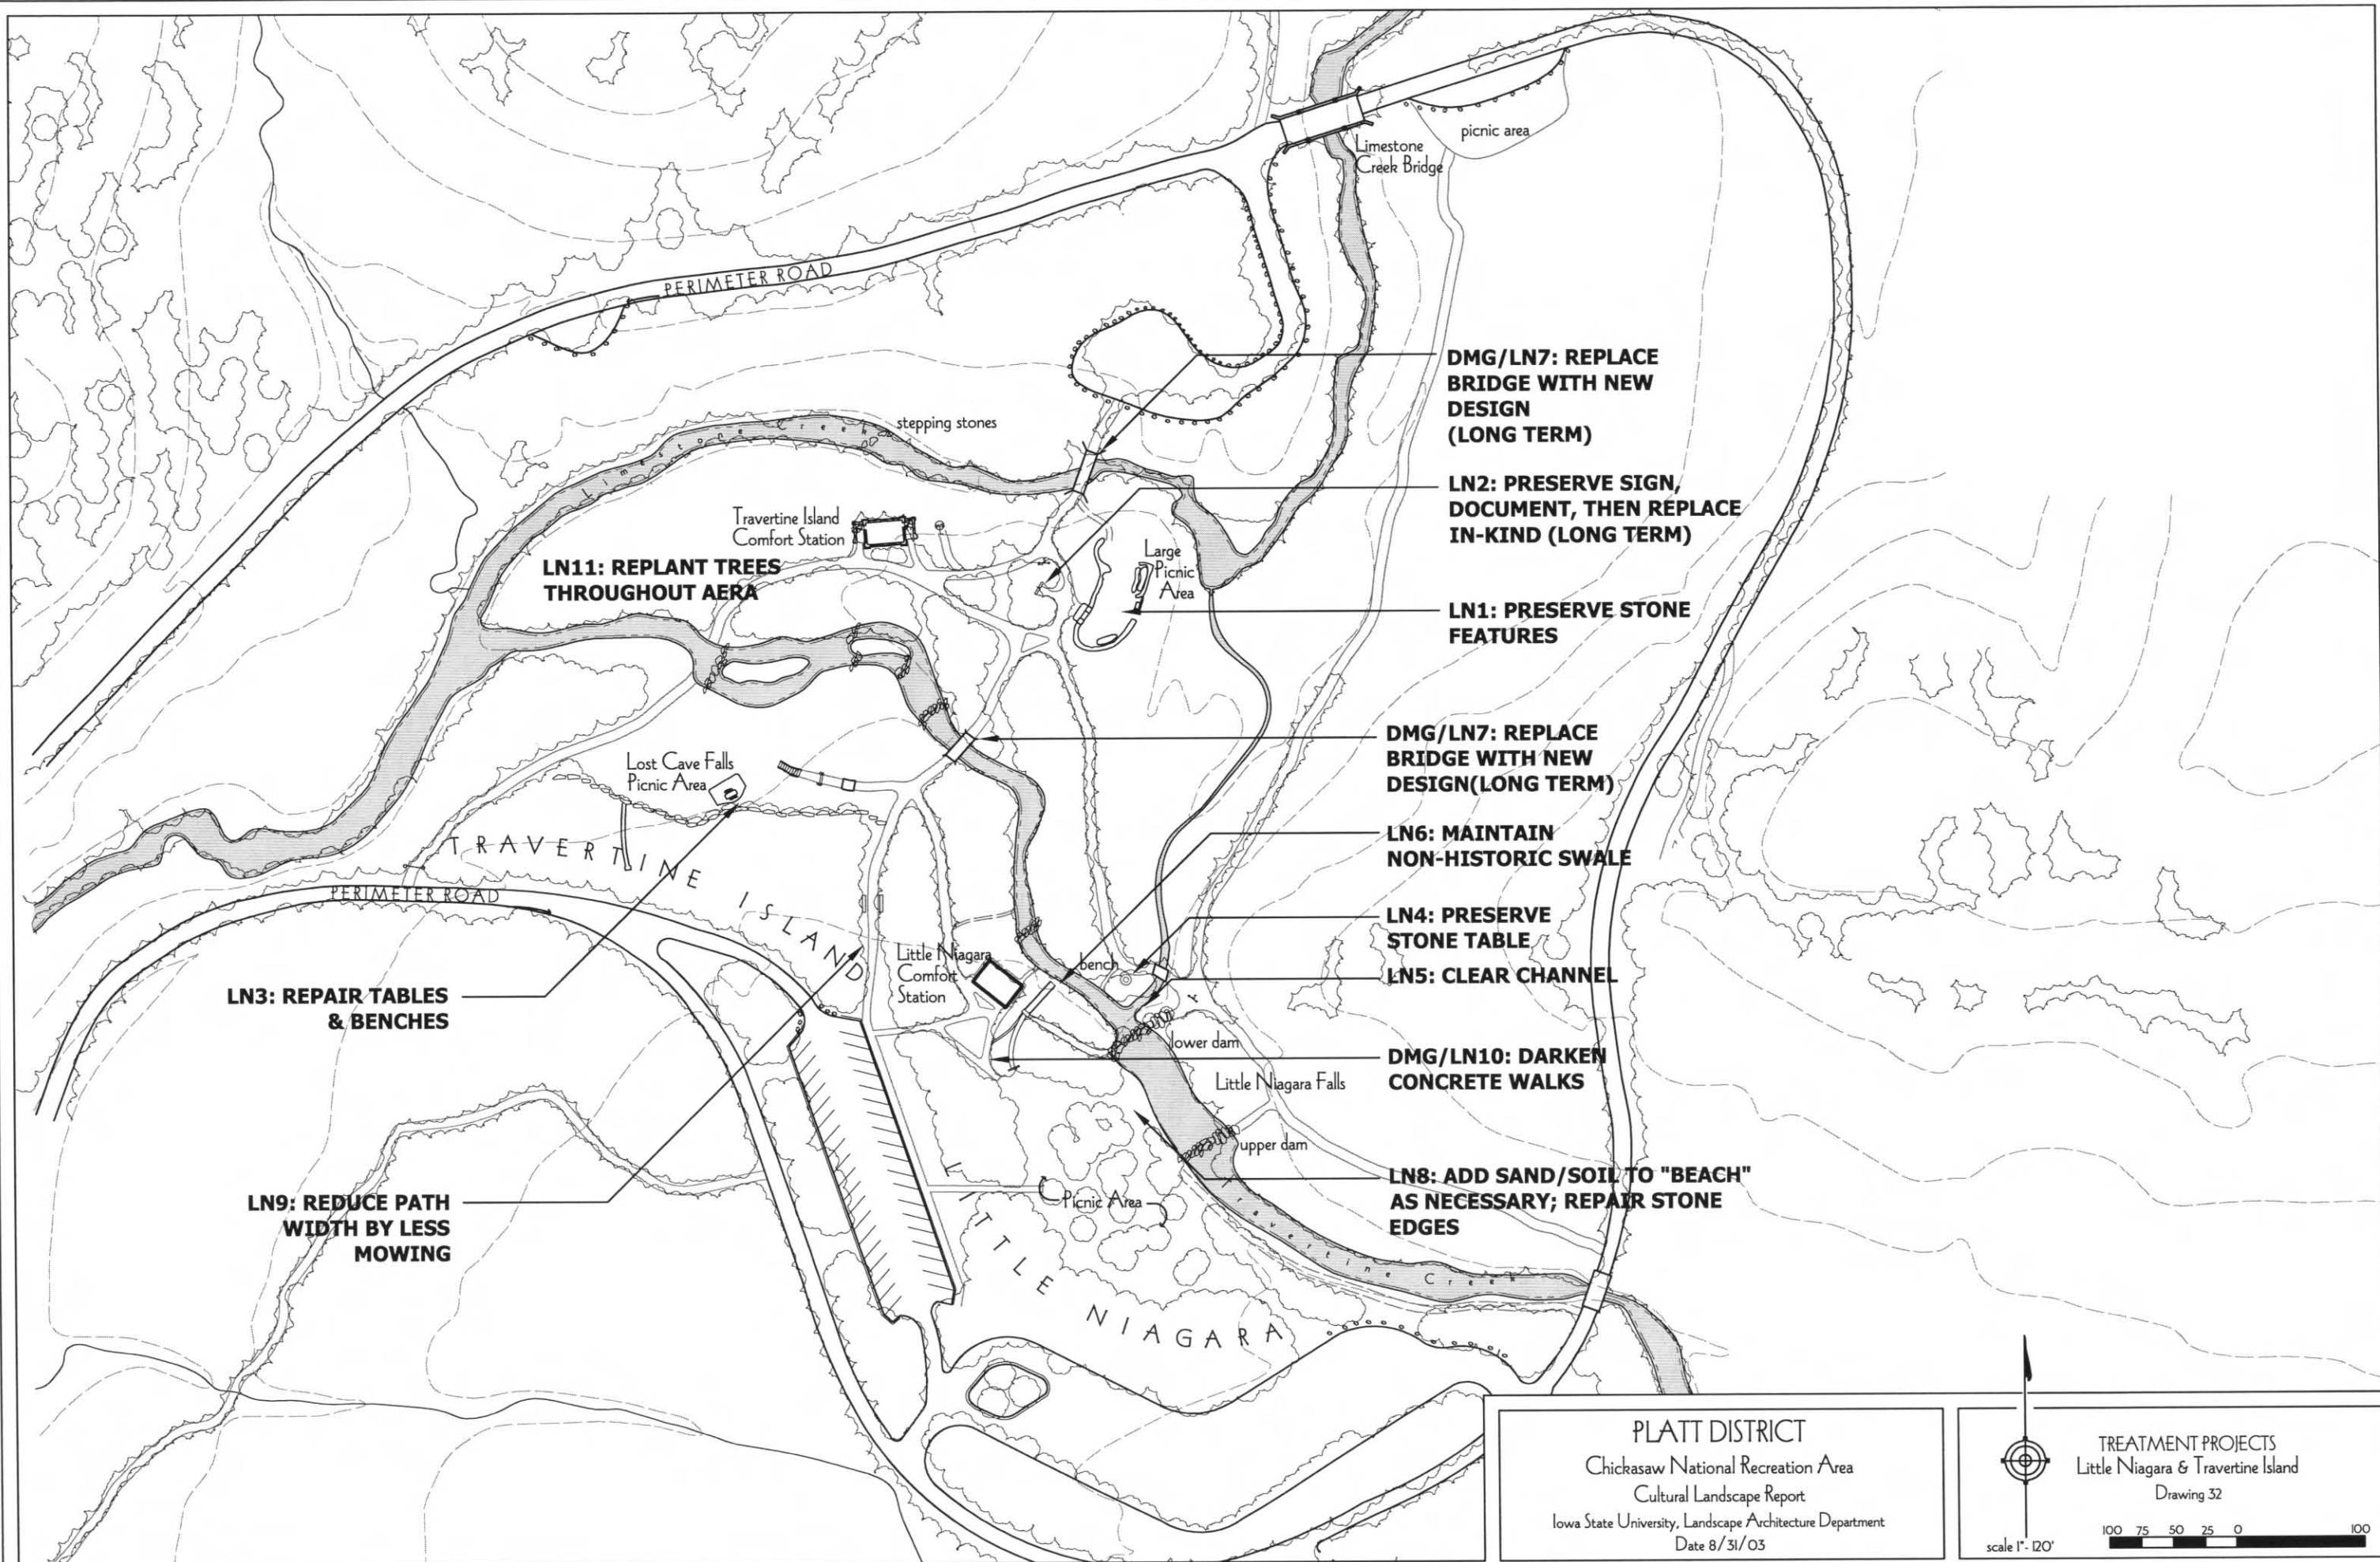 Limestone
Creek Bridge
picnic area
PERIMETER ROAD
DMG/LN7: REPLACE
BRIDGE WITH NEW
DESIGN
(LONG TERM)
stepping stones
Limestone Creek
LN2: PRESERVE SIGN,
DOCUMENT, THEN REPLACE
IN-KIND (LONG TERM)
Travertine Island
Comfort Station
Large
Picnic
Area
LN11: REPLANT TREES
THROUGHOUT AERA
LN1: PRESERVE STONE
FEATURES
DMG/LN7: REPLACE
BRIDGE WITH NEW
DESIGN(LONG TERM)
Lost Cave Falls
Picnic Area
LN6: MAINTAIN
NON-HISTORIC SWALE
TRAVERTINE ISLAND
PERIMETER ROAD
LN4: PRESERVE
STONE TABLE
Little Niagara
Comfort
Station
bench
LN5: CLEAR CHANNEL
LN3: REPAIR TABLES
& BENCHES
lower dam
DMG/LN10: DARKEN
CONCRETE WALKS
Little Niagara Falls
upper dam
LN8: ADD SAND/SOIL TO "BEACH"
AS NECESSARY; REPAIR STONE
EDGES
LN9: REDUCE PATH
WIDTH BY LESS
MOWING
Picnic Area
Travertine Creek
LITTLE NIAGARA
PLATT DISTRICT
Chickasaw National Recreation Area
Cultural Landscape Report
Iowa State University, Landscape Architecture Department
Date 8/31/03
TREATMENT PROJECTS
Little Niagara & Travertine Island
Drawing 32
scale 1"- 120'
100 75 50 25 0 100